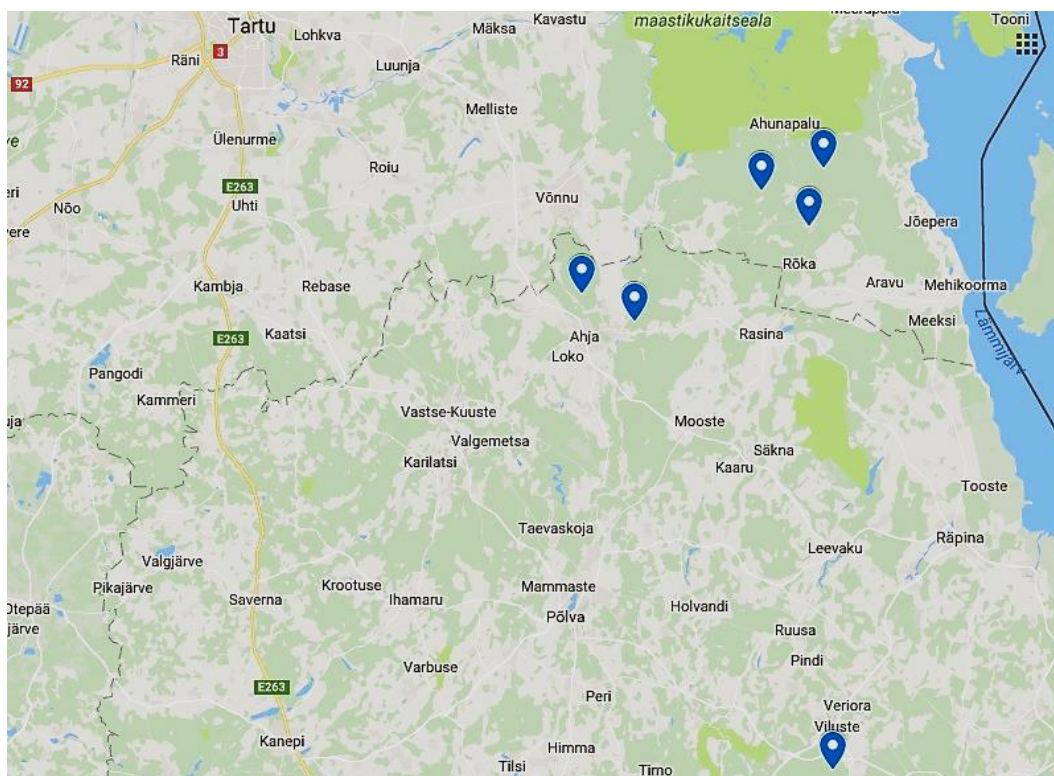 Tartu
Lohkva
Mäksa
Kavastu
maastikukaitseala
Tooni
3
Räni
92
Luunja
Melliste
Ahunapalu
Ülenurme
Roiu
E263
Nõo
Uhti
Võnnu
Jõepera
Kambja
Rebase
Röka
Aravu
Mehikoorma
Meeksi
E263
Kaatsi
Ahja
Loko
Rasina
Lämmijärv
Pangodi
Kammeri
Vastse-Kuuste
Mooste
Valgemetsa
Säkna
Karilatsi
Kaaru
Tooste
Taevaskoja
Räpina
Leevaku
Valgjärve
Pikajärve
Krootuse
Mammaste
Saverna
Ihamaru
Otepää
Holvandi
Põlva
järve
Ruusa
Varbuse
Pindi
E263
Peri
Veriora
Viluste
Kanepi
Himma
Tilsi
Timo